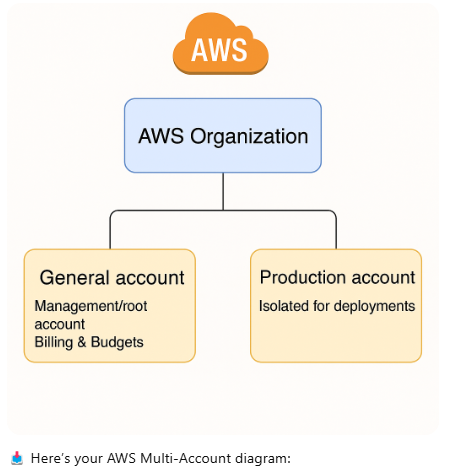 AWS
AWS Organization
General account
Management/root
account
Billing & Budgets
Production account
Isolated for deployments
Here's your AWS Multi-Account diagram: